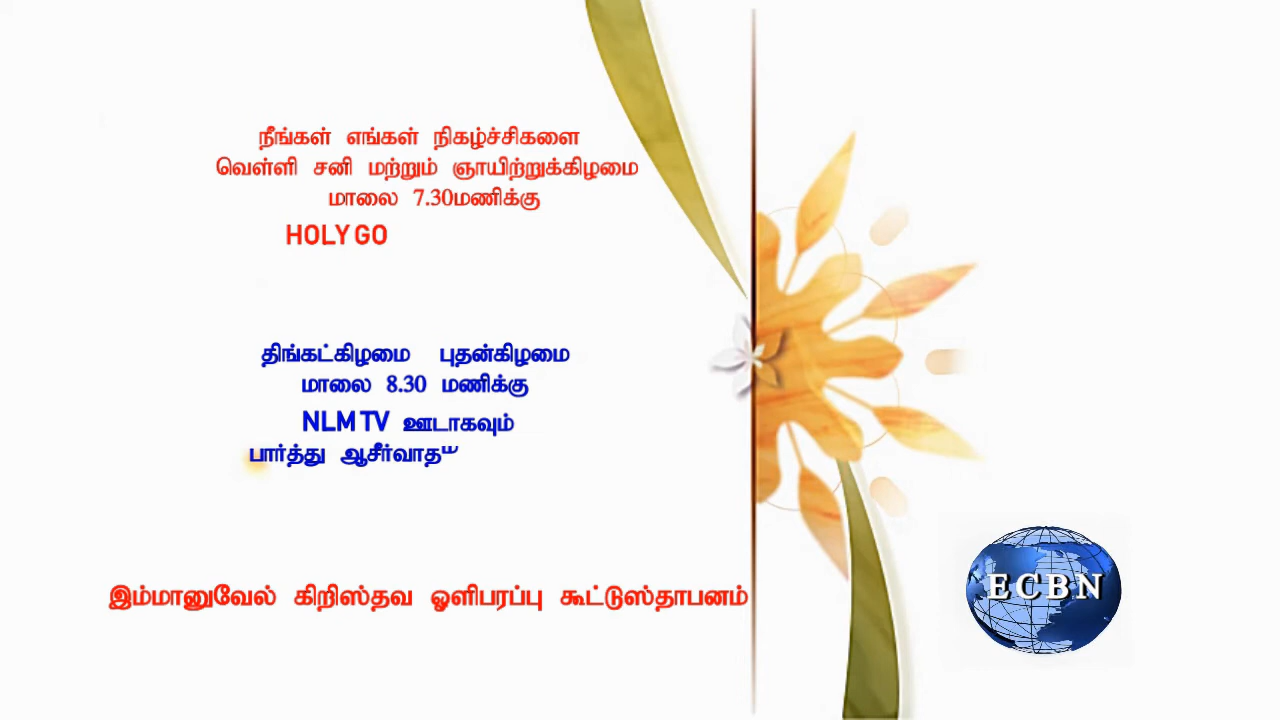 நீங்கள் எங்கள் நிகழ்ச்சிகளை
வெள்ளி சனி மற்றும் ஞாயிற்றுக்கிழமை
மாலை 7.30மணிக்கு
HOLY GO
திங்கட்கிழமை புதன்கிழமை
மாலை 8.30 மணிக்கு
NLM TV ஊடாகவும்
பார்த்து
இம்மானுவேல் கிறிஸ்தவ ஓளிபரப்பு கூட்டுஸ்தாபனம்
ECBN